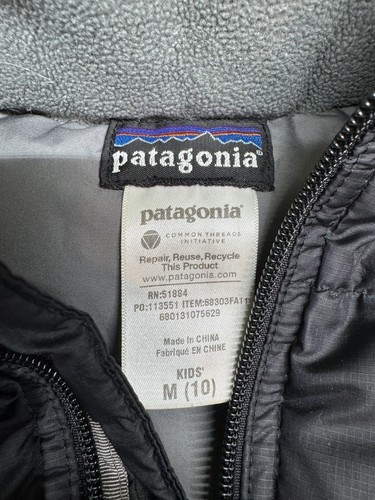 patagonia
patagonia
COMMON THREADS
INITIATIVE
Repair, Reuse, Recycle
This Product
www.patagonia.com
RN:51884
PO:113551 ITEM:68303FA11
680131075629
Made in CHINA
Fabriqué EN CHINE
KIDS'
M (10)